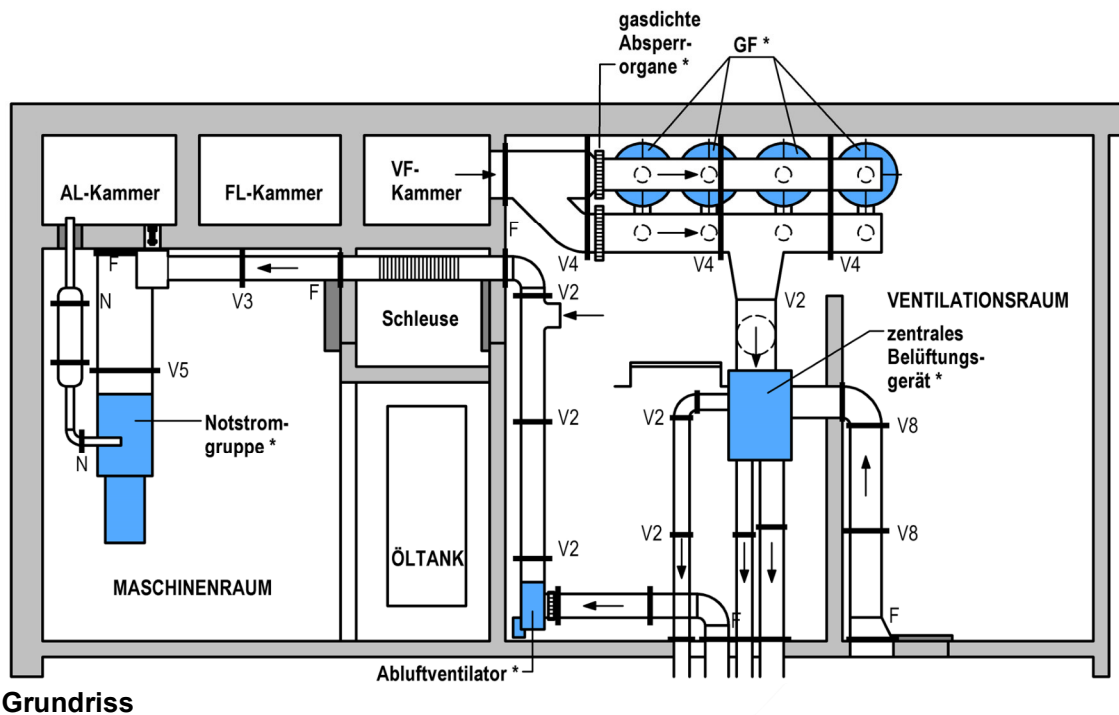 gasdichte
Absperr-
organe *
GF *
AL-Kammer
FL-Kammer
VF-
Kammer
F
F
V3
F
V2
V4
V4
V4
N
Schleuse
V2
VENTILATIONSRAUM
zentrales
Belüftungs-
gerät *
V5
Notstrom-
gruppe *
N
V2
V2
V8
V2
V2
V8
ÖLTANK
MASCHINENRAUM
F
F
Abluftventilator *
Grundriss